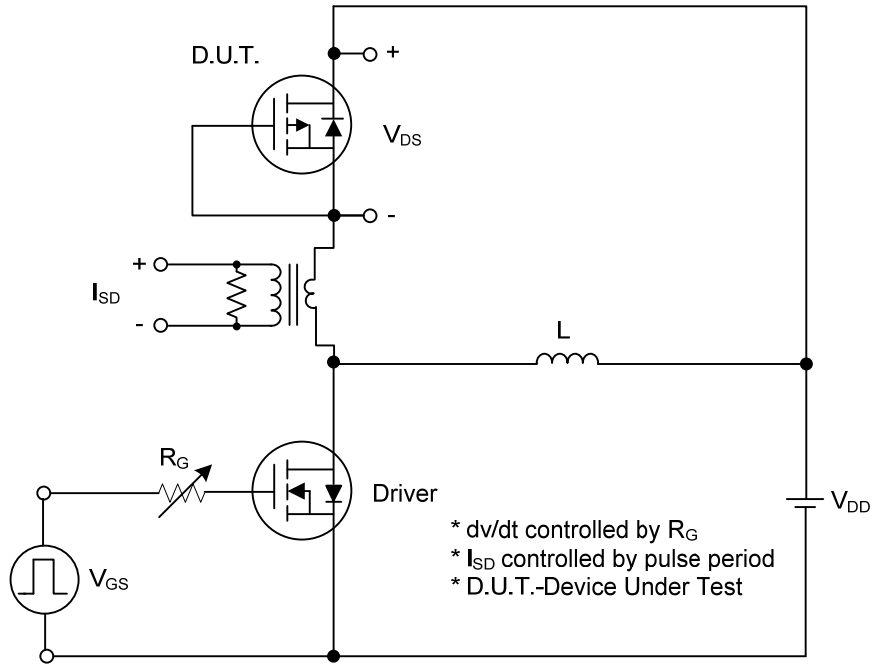 D.U.T.
+
VDS
-
+
ISD
-
L
RG
Driver
VDD
VGS
* dv/dt controlled by RG
* ISD controlled by pulse period
* D.U.T.-Device Under Test